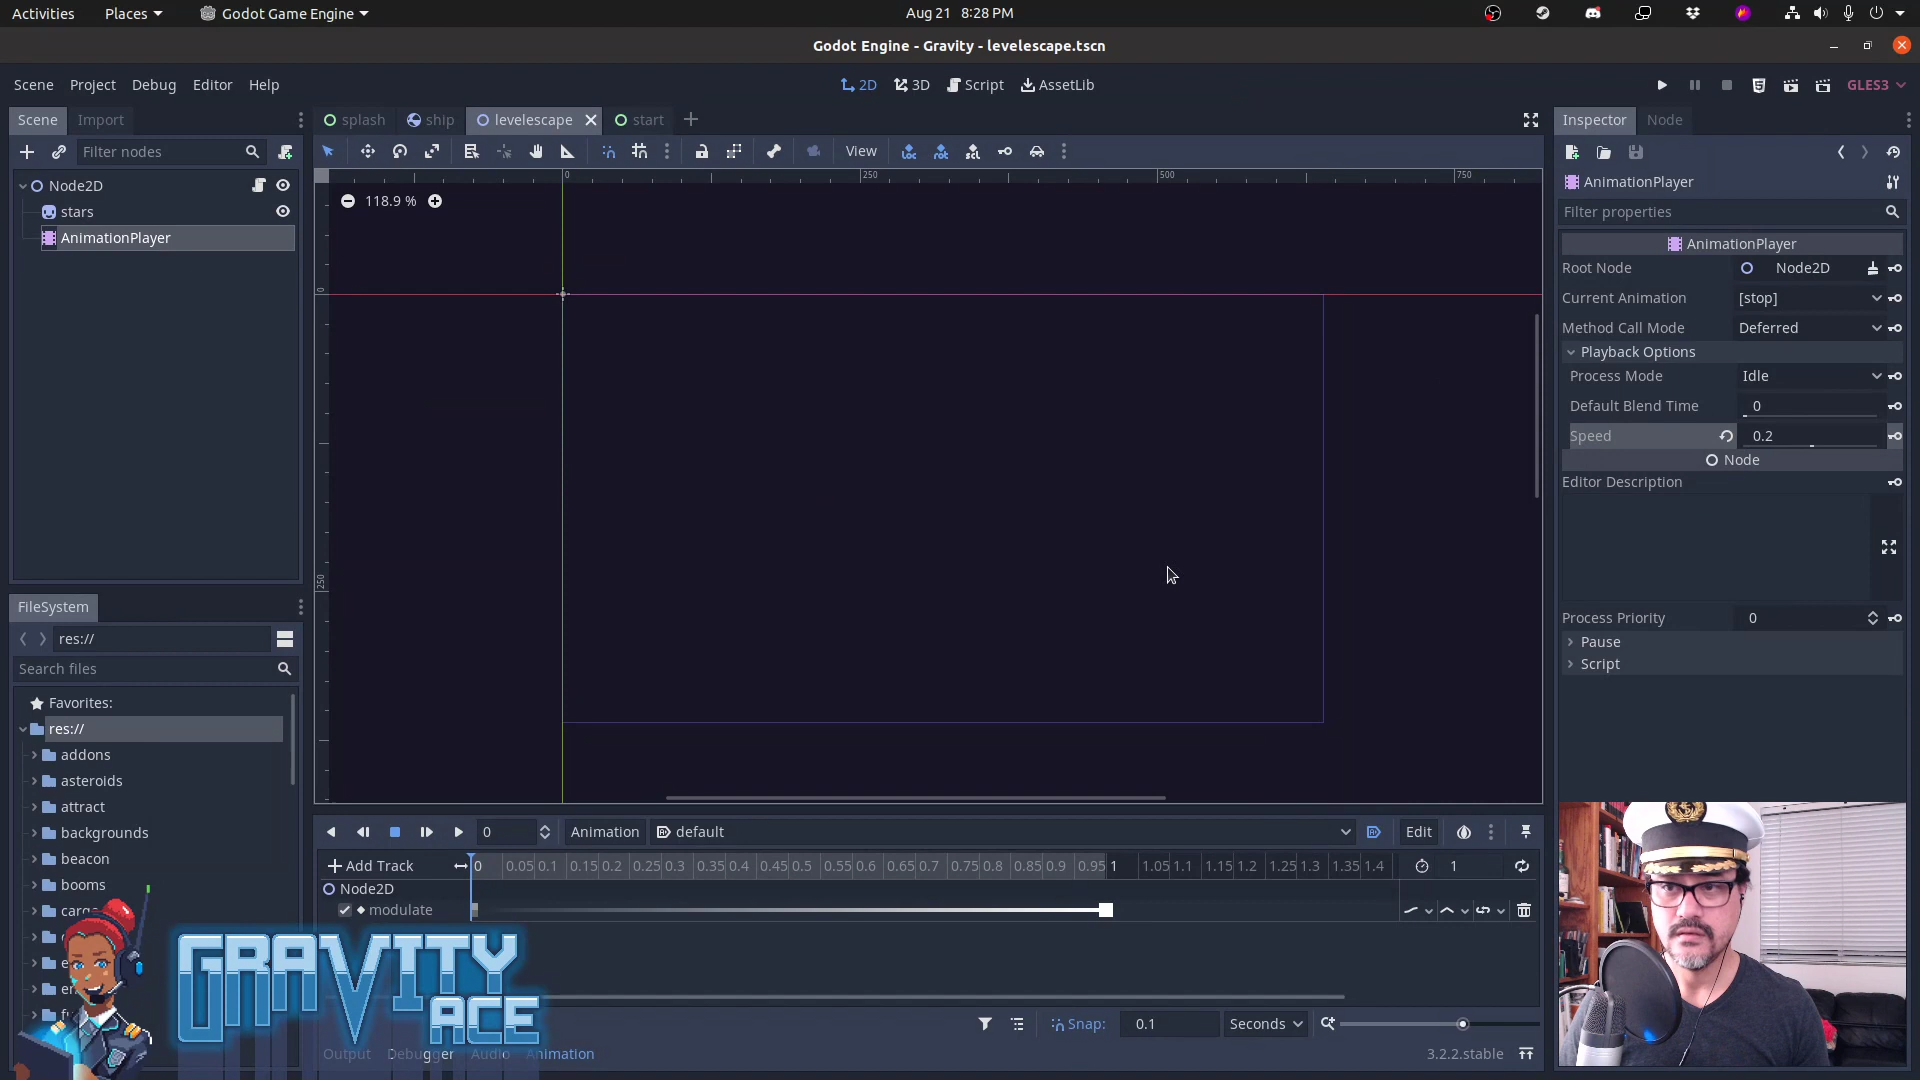 Activities Places Godot Game Engine Aug 21 8:28 PM
Godot Engine - Gravity - levelescape.tscn
Scene Project Debug Editor Help 2D 3D Script AssetLib GLES3
Scene Import splash ship levelescape start Inspector Node
Filter nodes View
Node2D
stars
AnimationPlayer
0 250 500 750
118.9 %
0
250
AnimationPlayer
Filter properties
AnimationPlayer
Root Node Node2D
Current Animation [stop]
Method Call Mode Deferred
Playback Options
Process Mode Idle
Default Blend Time 0
Speed 0.2
Node
Editor Description
Process Priority 0
Pause
Script
FileSystem
res://
Search files
Favorites:
res://
addons
asteroids
attract
backgrounds
beacon
booms
0 Animation default Edit
Add Track 0 0.05 0.1 0.15 0.2 0.25 0.3 0.35 0.4 0.45 0.5 0.55 0.6 0.65 0.7 0.75 0.8 0.85 0.9 0.95 1 1.05 1.1 1.15 1.2 1.25 1.3 1.35 1.4 1
Node2D
modulate
GRAVITY
ACE
Snap: 0.1 Seconds
Output Debugger Audio Animation 3.2.2.stable